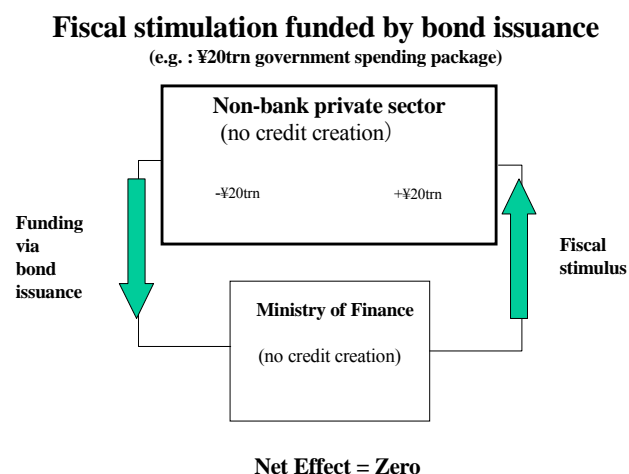 Fiscal stimulation funded by bond issuance
(e.g. : ¥20trn government spending package)
Non-bank private sector
(no credit creation)
-¥20trn
+¥20trn
Funding
via
bond
issuance
Fiscal
stimulus
Ministry of Finance
(no credit creation)
Net Effect = Zero